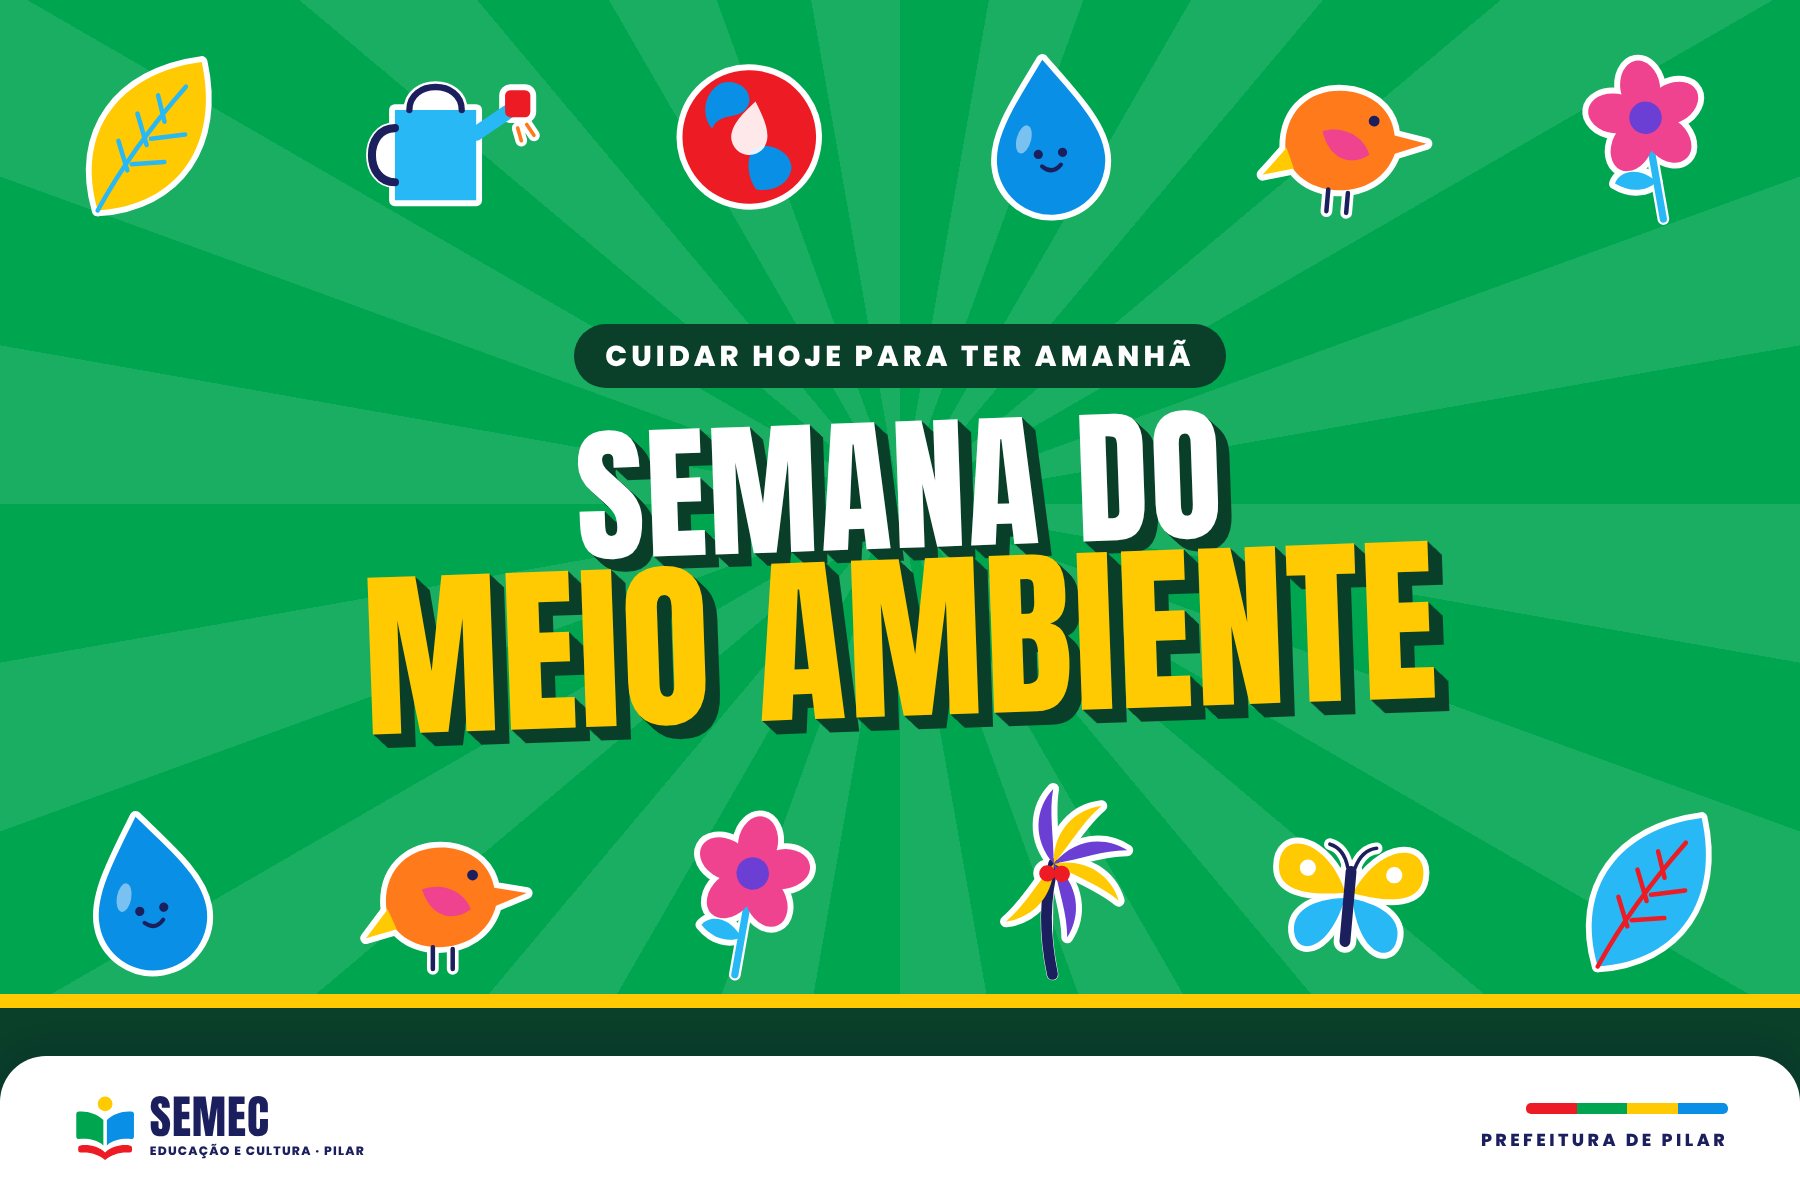 CUIDAR HOJE PARA TER AMANHÃ
SEMANA DO
MEIO AMBIENTE
SEMEC
EDUCAÇÃO E CULTURA · PILAR
PREFEITURA DE PILAR